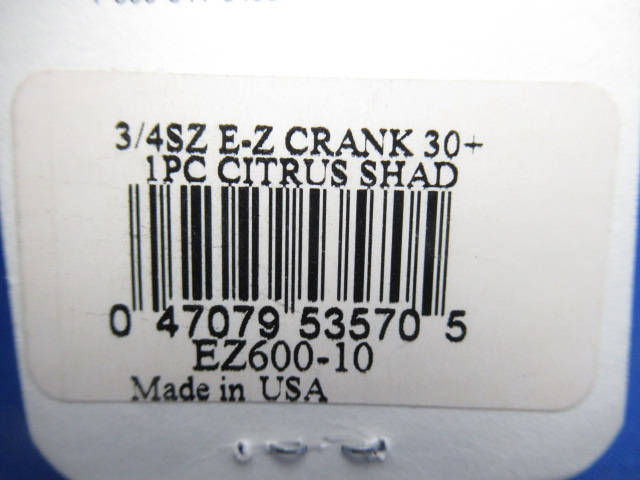 3/4SZ E-Z CRANK 30+
1PC CITRUS SHAD
0 47079 53570 5
EZ600-10
Made in USA